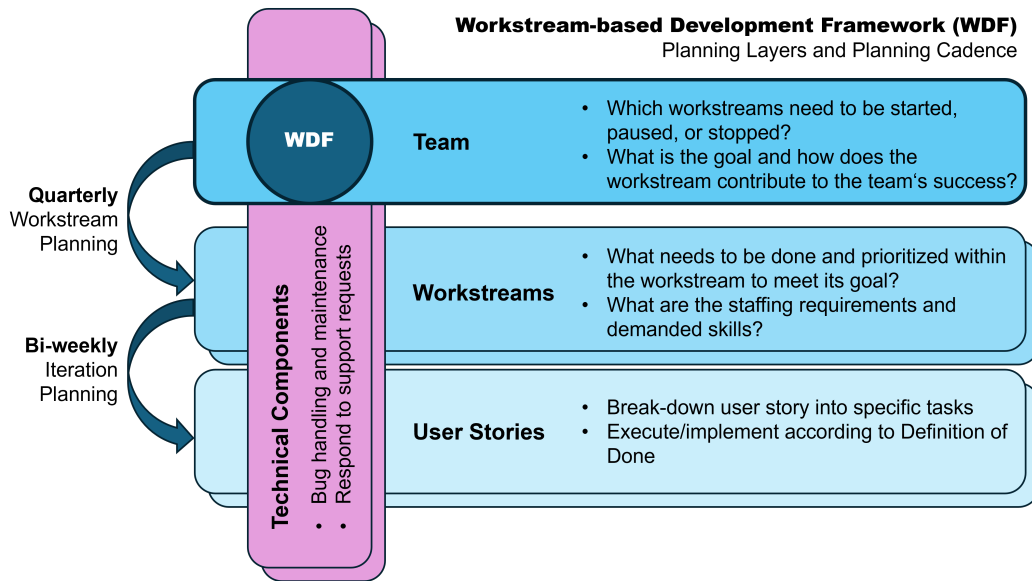 Workstream-based Development Framework (WDF)
Planning Layers and Planning Cadence
WDF
Team
• Which workstreams need to be started,
paused, or stopped?
• What is the goal and how does the
workstream contribute to the team‘s success?
Quarterly
Workstream
Planning
Workstreams
• What needs to be done and prioritized within
the workstream to meet its goal?
• What are the staffing requirements and
demanded skills?
Bi-weekly
Iteration
Planning
User Stories
• Break-down user story into specific tasks
• Execute/implement according to Definition of
Done
Technical Components
• Bug handling and maintenance
• Respond to support requests